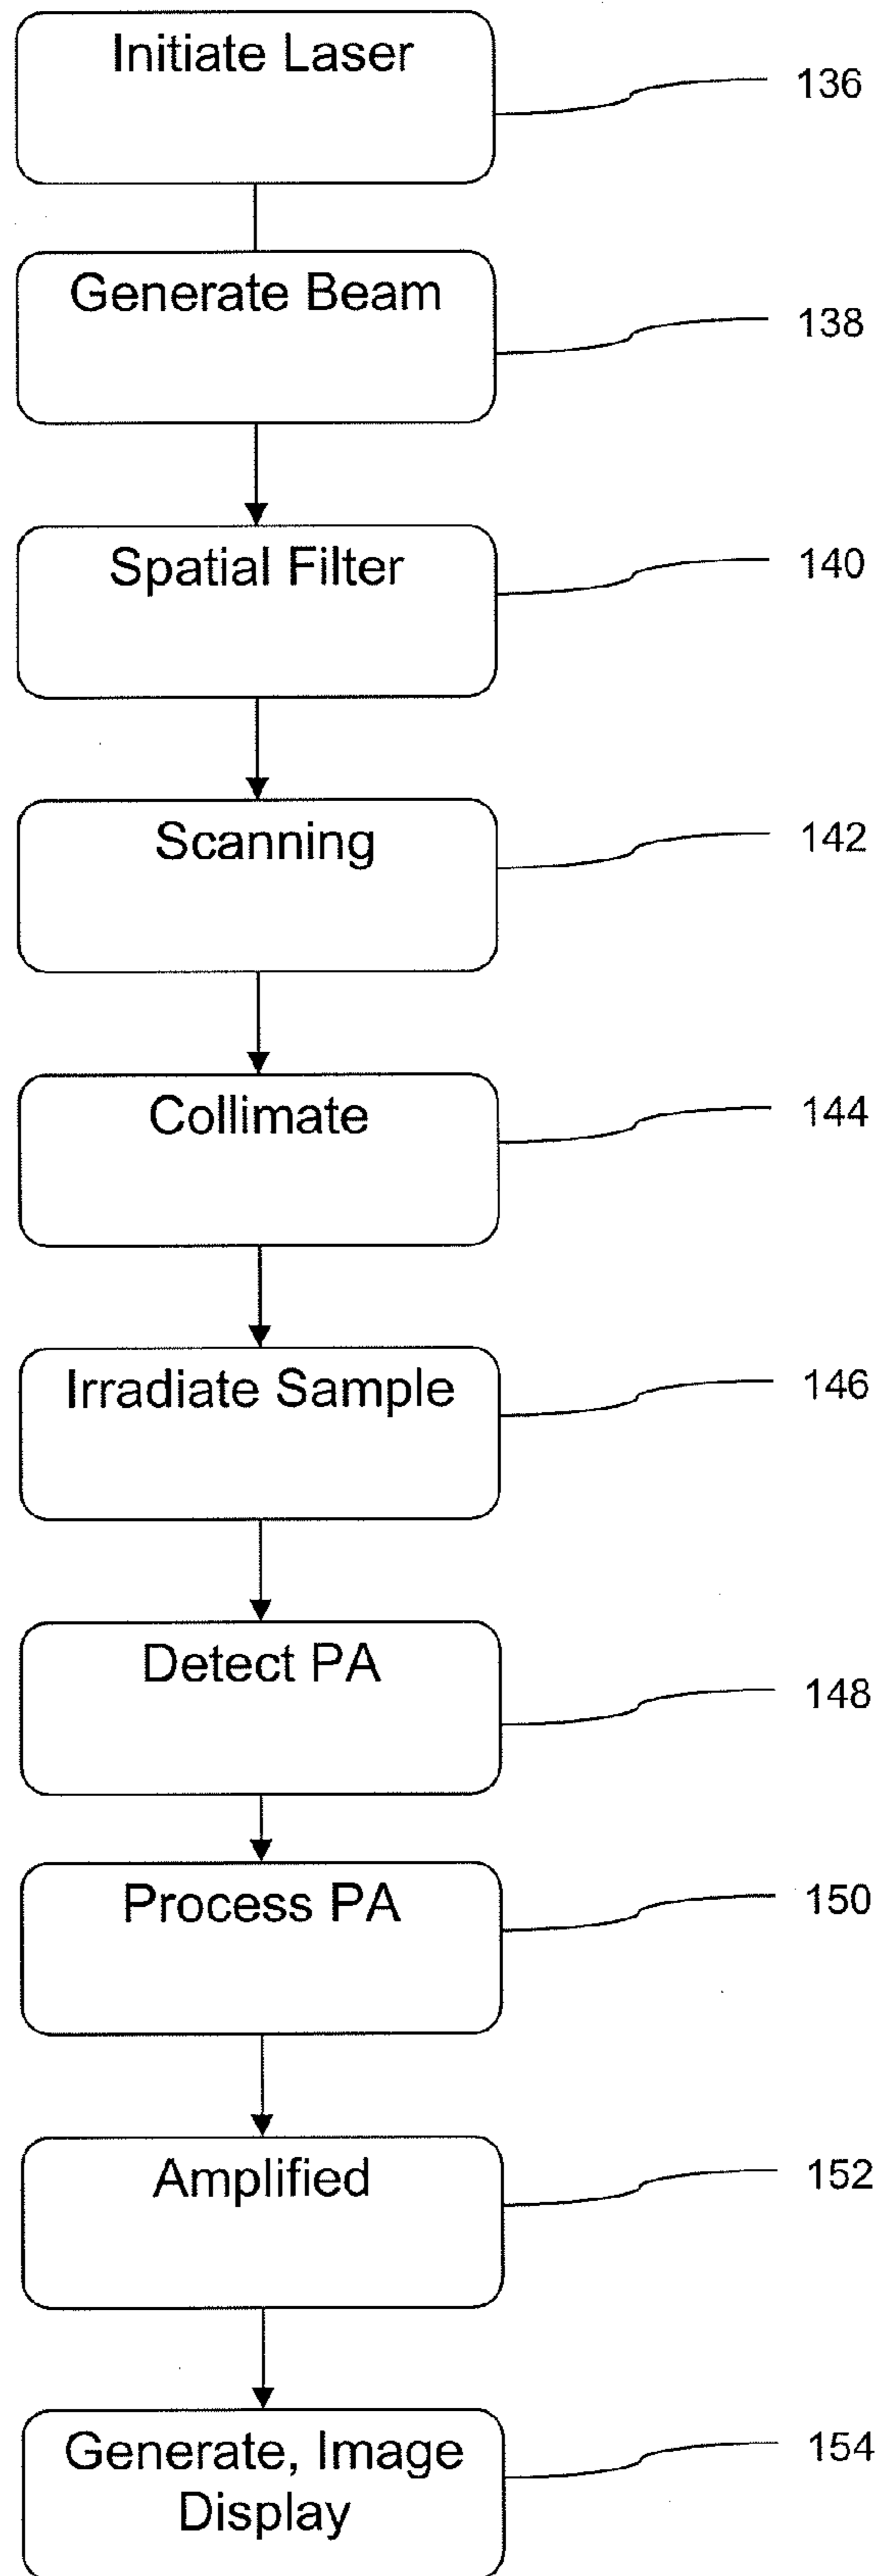 Initiate Laser
136
Generate Beam
138
Spatial Filter
140
Scanning
142
Collimate
144
Irradiate Sample
146
Detect PA
148
Process PA
150
Amplified
152
Generate, Image
Display
154